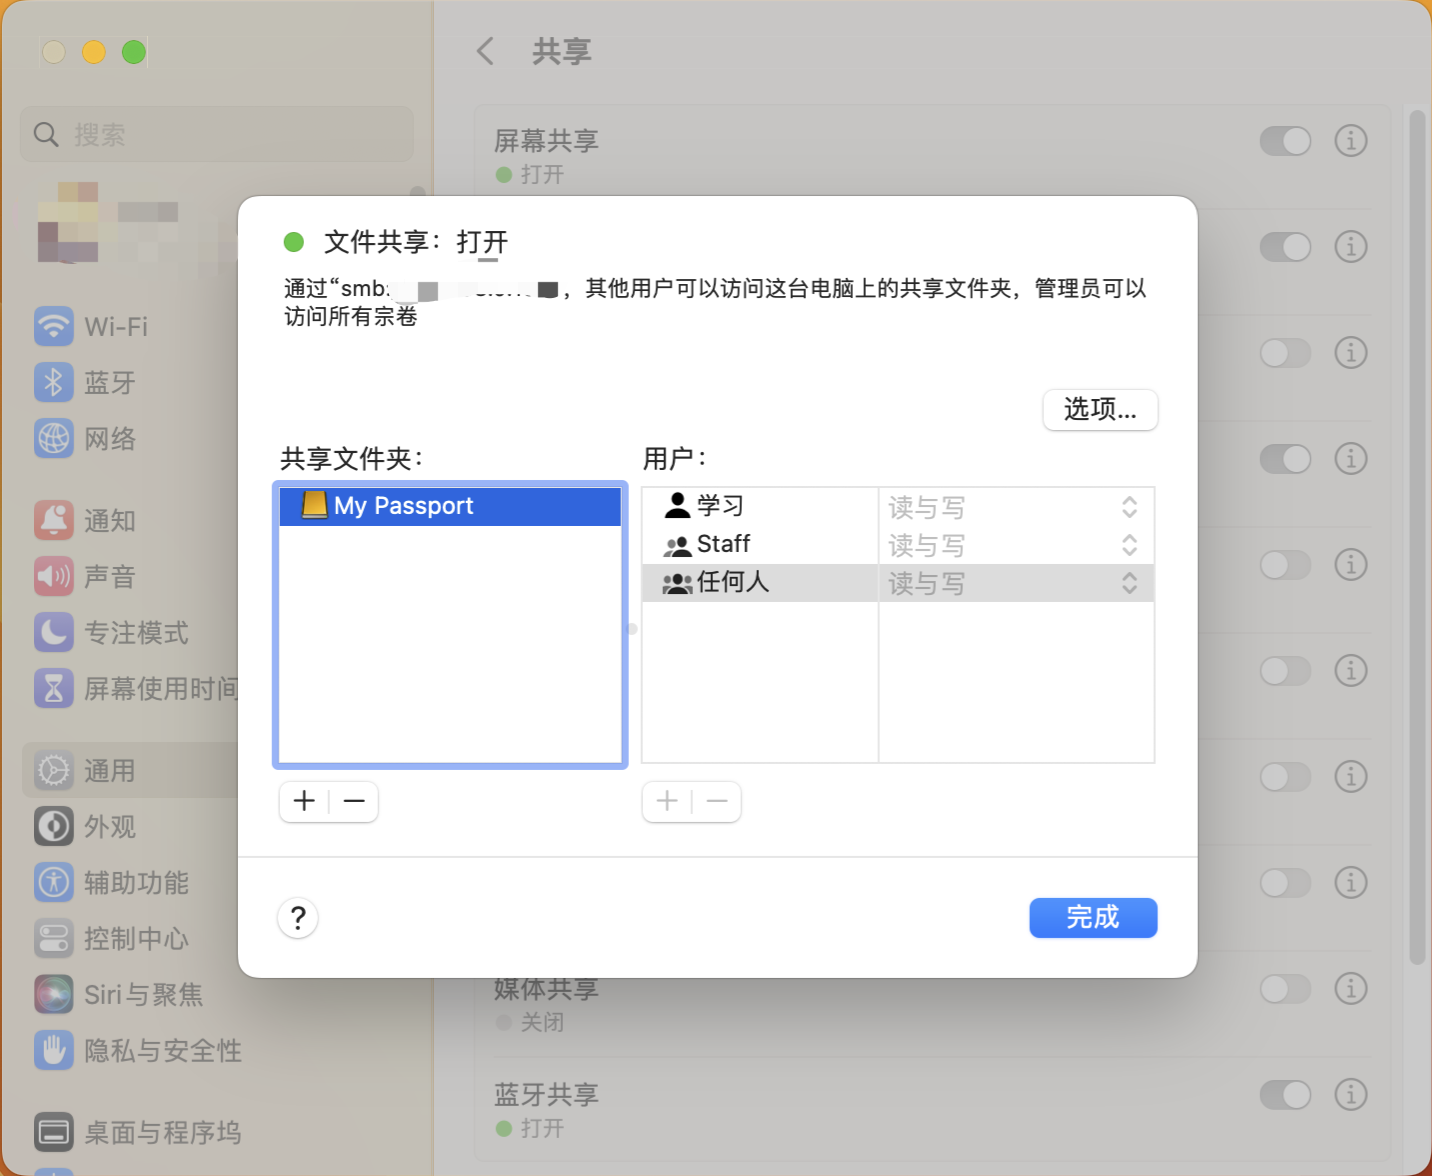 共享
搜索
屏幕共享
打开
文件共享：打开
通过“smb: ，其他用户可以访问这台电脑上的共享文件夹，管理员可以
访问所有宗卷
Wi-Fi
蓝牙
网络
通知
声音
专注模式
屏幕使用时间
通用
外观
辅助功能
控制中心
Siri与聚焦
隐私与安全性
桌面与程序坞
选项...
共享文件夹：
用户：
My Passport
学习 读与写
Staff 读与写
任何人 读与写
?
完成
媒体共享
关闭
蓝牙共享
打开